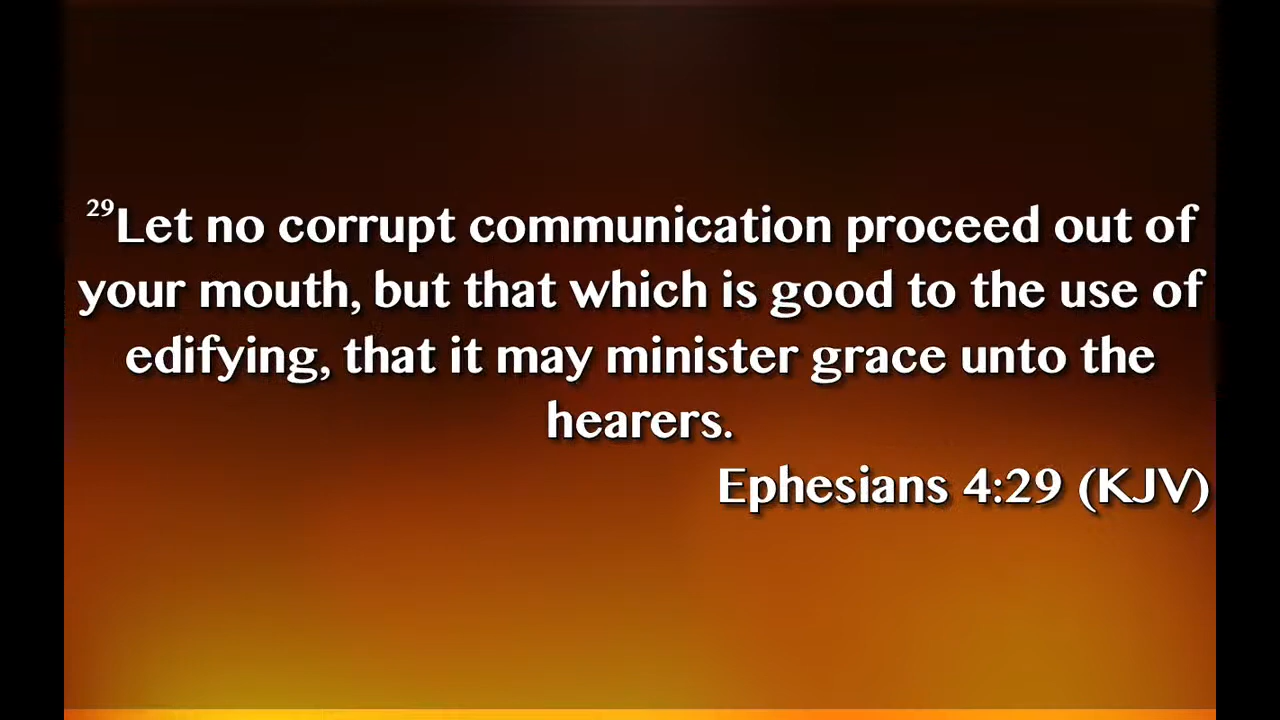 29Let no corrupt communication proceed out of
your mouth, but that which is good to the use of
edifying, that it may minister grace unto the
hearers.
Ephesians 4:29 (KJV)